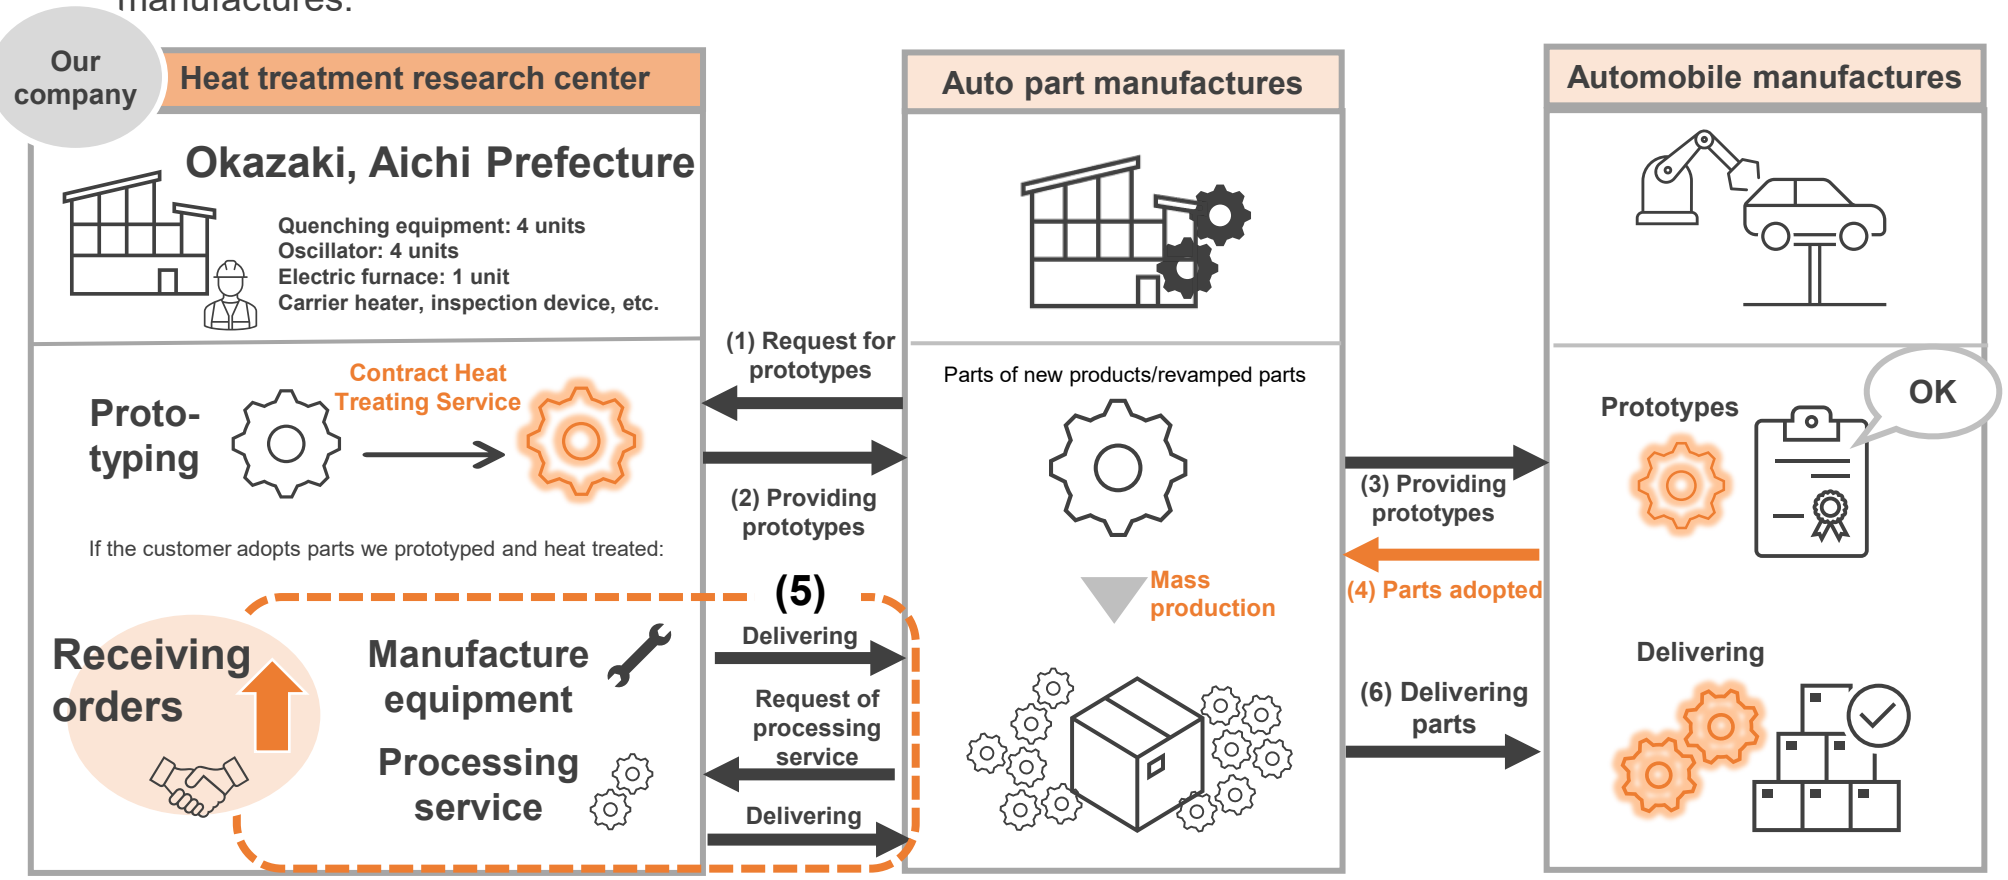 manufactures.
Our
company
Heat treatment research center
Okazaki, Aichi Prefecture
Quenching equipment: 4 units
Oscillator: 4 units
Electric furnace: 1 unit
Carrier heater, inspection device, etc.
Proto-
typing
Contract Heat
Treating Service
If the customer adopts parts we prototyped and heat treated:
Receiving
orders
Manufacture
equipment
Processing
service
(1) Request for
prototypes
(2) Providing
prototypes
(5)
Delivering
Request of
processing
service
Delivering
Auto part manufactures
Parts of new products/revamped parts
Mass
production
(3) Providing
prototypes
(4) Parts adopted
(6) Delivering
parts
Automobile manufactures
Prototypes
OK
Delivering